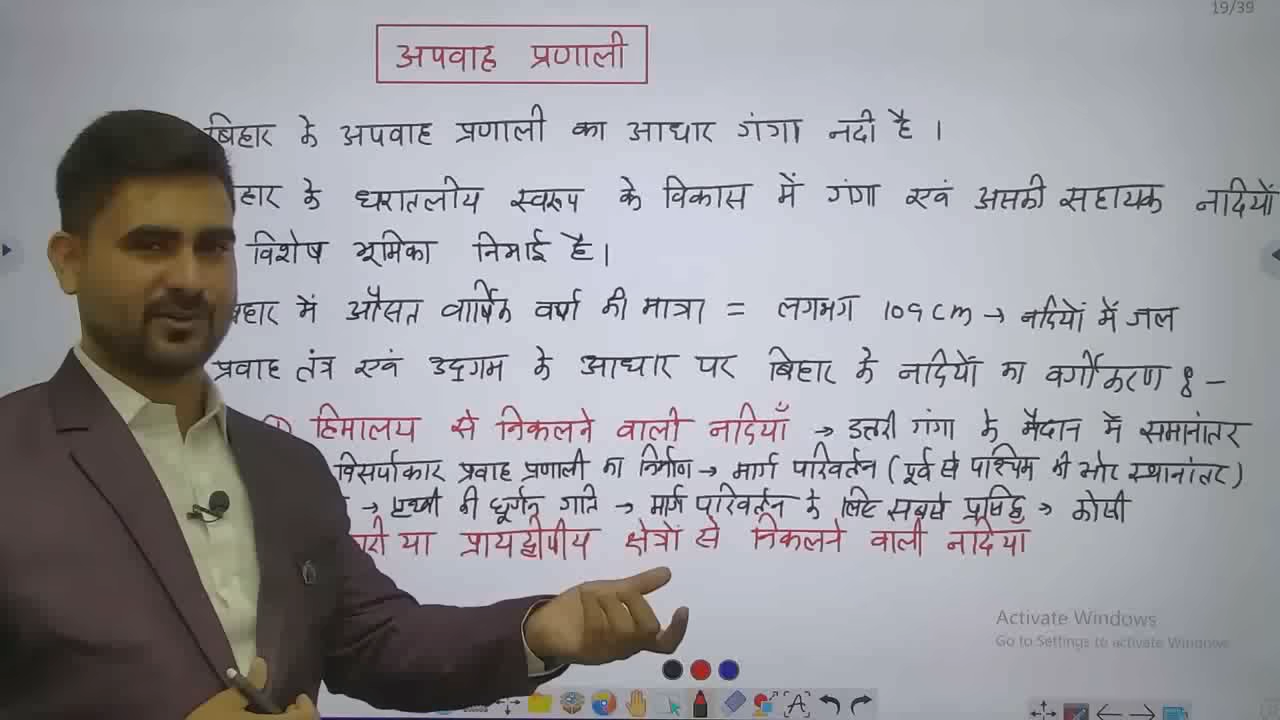 19/39
अपवाह प्रणाली
बिहार के अपवाह प्रणाली का आधार गंगा नदी है ।
हार के धरातलीय स्वरूप के विकास में गंगा एवं उसकी सहायक नदियों
विशेष भूमिका निभाई है।
बिहार में औसत वार्षिक वर्षा की मात्रा = लगभग 109 cm → नदियों में जल
प्रवाह तंत्र एवं उद्गम के आधार पर बिहार के नदियों का वर्गीकरण :-
① हिमालय से निकलने वाली नदियाँ → उत्तरी गंगा के मैदान में समानांतर
विसर्पाकार प्रवाह प्रणाली का निर्माण → मार्ग परिवर्तन (पूर्व से पश्चिम की ओर स्थानांतर)
→ पृथ्वी की घूर्णन गति → मार्ग परिवर्तन के लिए सबसे प्रसिद्ध → कोसी
री या प्रायद्वीपीय क्षेत्रों से निकलने वाली नदियां
Activate Windows
Go to Settings to activate Windows.